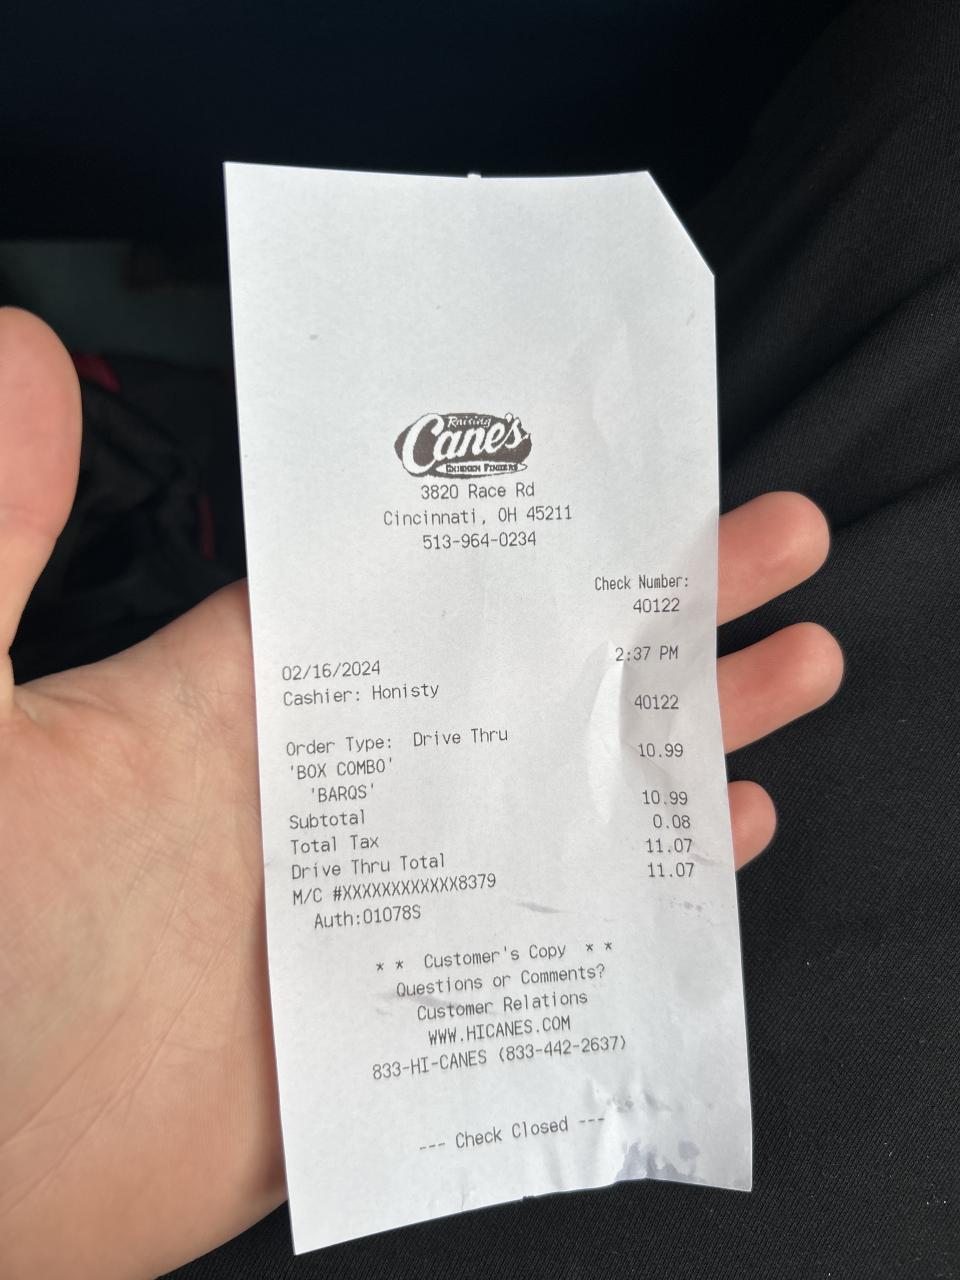 Raising
Cane's
CHICKEN FINGERS
3820 Race Rd
Cincinnati, OH 45211
513-964-0234
Check Number:
40122
02/16/2024 2:37 PM
Cashier: Honisty
40122
Order Type: Drive Thru
'BOX COMBO' 10.99
'BARQS'
Subtotal 10.99
Total Tax 0.08
Drive Thru Total 11.07
M/C #XXXXXXXXXXXX8379 11.07
Auth:01078S
* * Customer's Copy * *
Questions or Comments?
Customer Relations
WWW.HICANES.COM
833-HI-CANES (833-442-2637)
--- Check Closed ---